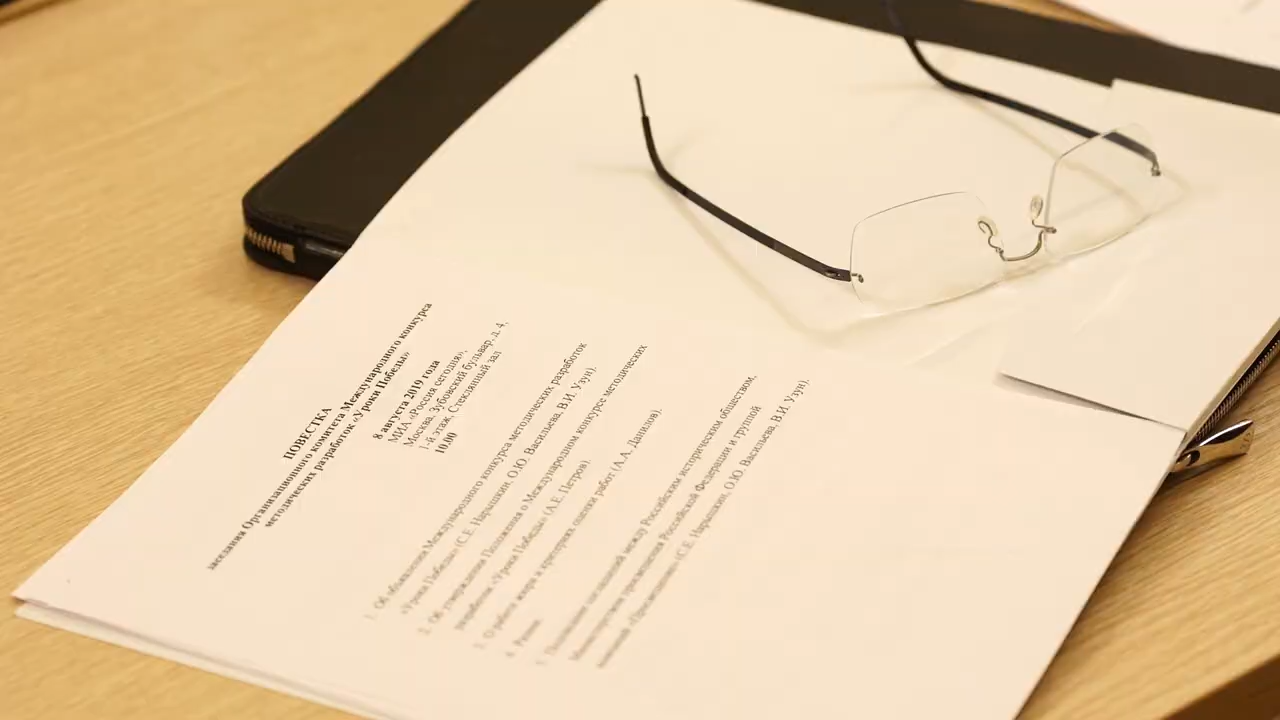 ПОВЕСТКА
заседания Организационного комитета Международного конкурса
методических разработок «Уроки Победы»
8 августа 2019 года
МИА «Россия сегодня»,
Москва, Зубовский бульвар, д. 4,
1-й этаж, Стеклянный зал
10.00
1. Об объявлении Международного конкурса методических разработок
«Уроки Победы» (С.Е. Нарышкин, О.Ю. Васильева, В.И. Узун).
2. Об утверждении Положения о Международном конкурсе методических
разработок «Уроки Победы» (А.Е. Петров).
3. О работе жюри и критериях оценки работ (А.А. Данилов).
4. Разное.
5. Подписание соглашений между Российским историческим обществом,
Министерством просвещения Российской Федерации и группой
компаний «Просвещение» (С.Е. Нарышкин, О.Ю. Васильева, В.И. Узун).